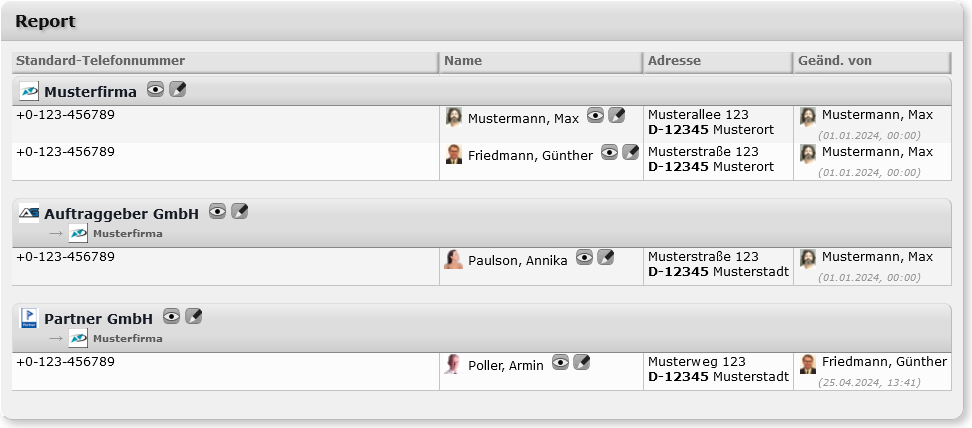 Report
Standard-Telefonnummer Name Adresse Geänd. von
Musterfirma
+0-123-456789 Mustermann, Max Musterallee 123 Mustermann, Max
D-12345 Musterort (01.01.2024, 00:00)
+0-123-456789 Friedmann, Günther Musterstraße 123 Mustermann, Max
D-12345 Musterort (01.01.2024, 00:00)
Auftraggeber GmbH
→ Musterfirma
+0-123-456789 Paulson, Annika Musterstraße 123 Mustermann, Max
D-12345 Musterstadt (01.01.2024, 00:00)
Partner GmbH
→ Musterfirma
+0-123-456789 Poller, Armin Musterweg 123 Friedmann, Günther
D-12345 Musterstadt (25.04.2024, 13:41)